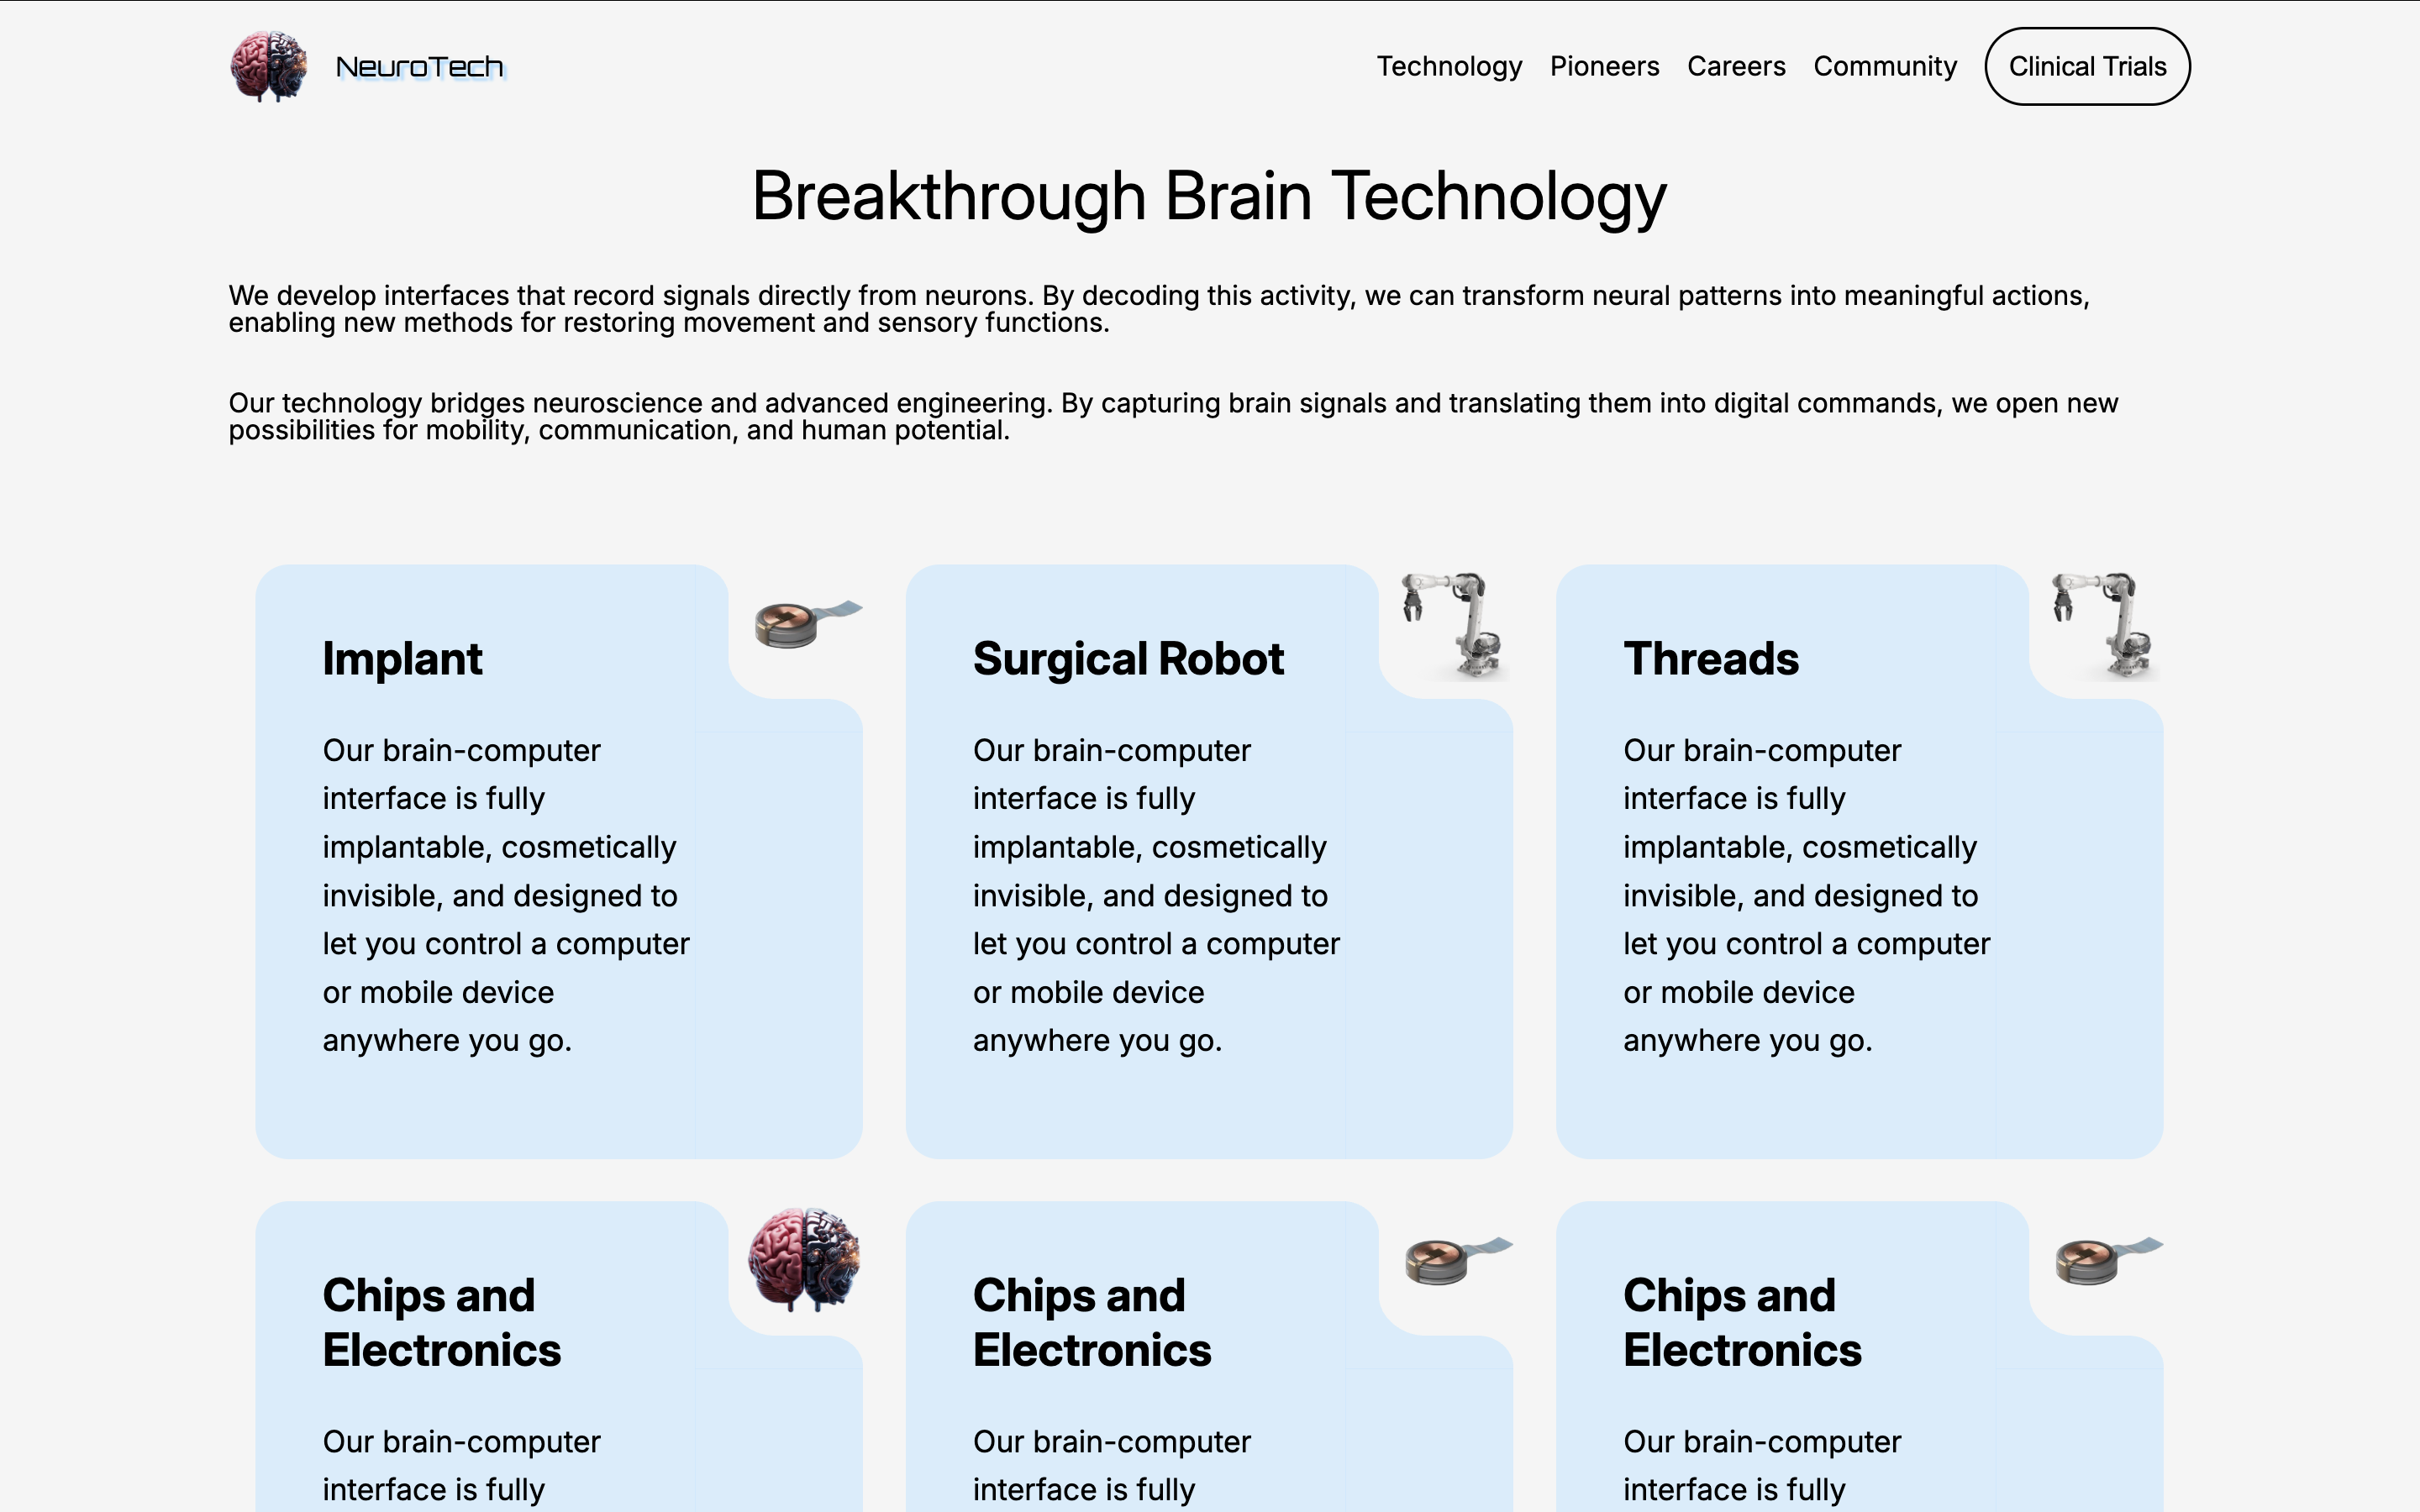 NeuroTech
Technology Pioneers Careers Community Clinical Trials
Breakthrough Brain Technology
We develop interfaces that record signals directly from neurons. By decoding this activity, we can transform neural patterns into meaningful actions,
enabling new methods for restoring movement and sensory functions.
Our technology bridges neuroscience and advanced engineering. By capturing brain signals and translating them into digital commands, we open new
possibilities for mobility, communication, and human potential.
Implant
Our brain-computer
interface is fully
implantable, cosmetically
invisible, and designed to
let you control a computer
or mobile device
anywhere you go.
Surgical Robot
Our brain-computer
interface is fully
implantable, cosmetically
invisible, and designed to
let you control a computer
or mobile device
anywhere you go.
Threads
Our brain-computer
interface is fully
implantable, cosmetically
invisible, and designed to
let you control a computer
or mobile device
anywhere you go.
Chips and
Electronics
Our brain-computer
interface is fully
Chips and
Electronics
Our brain-computer
interface is fully
Chips and
Electronics
Our brain-computer
interface is fully